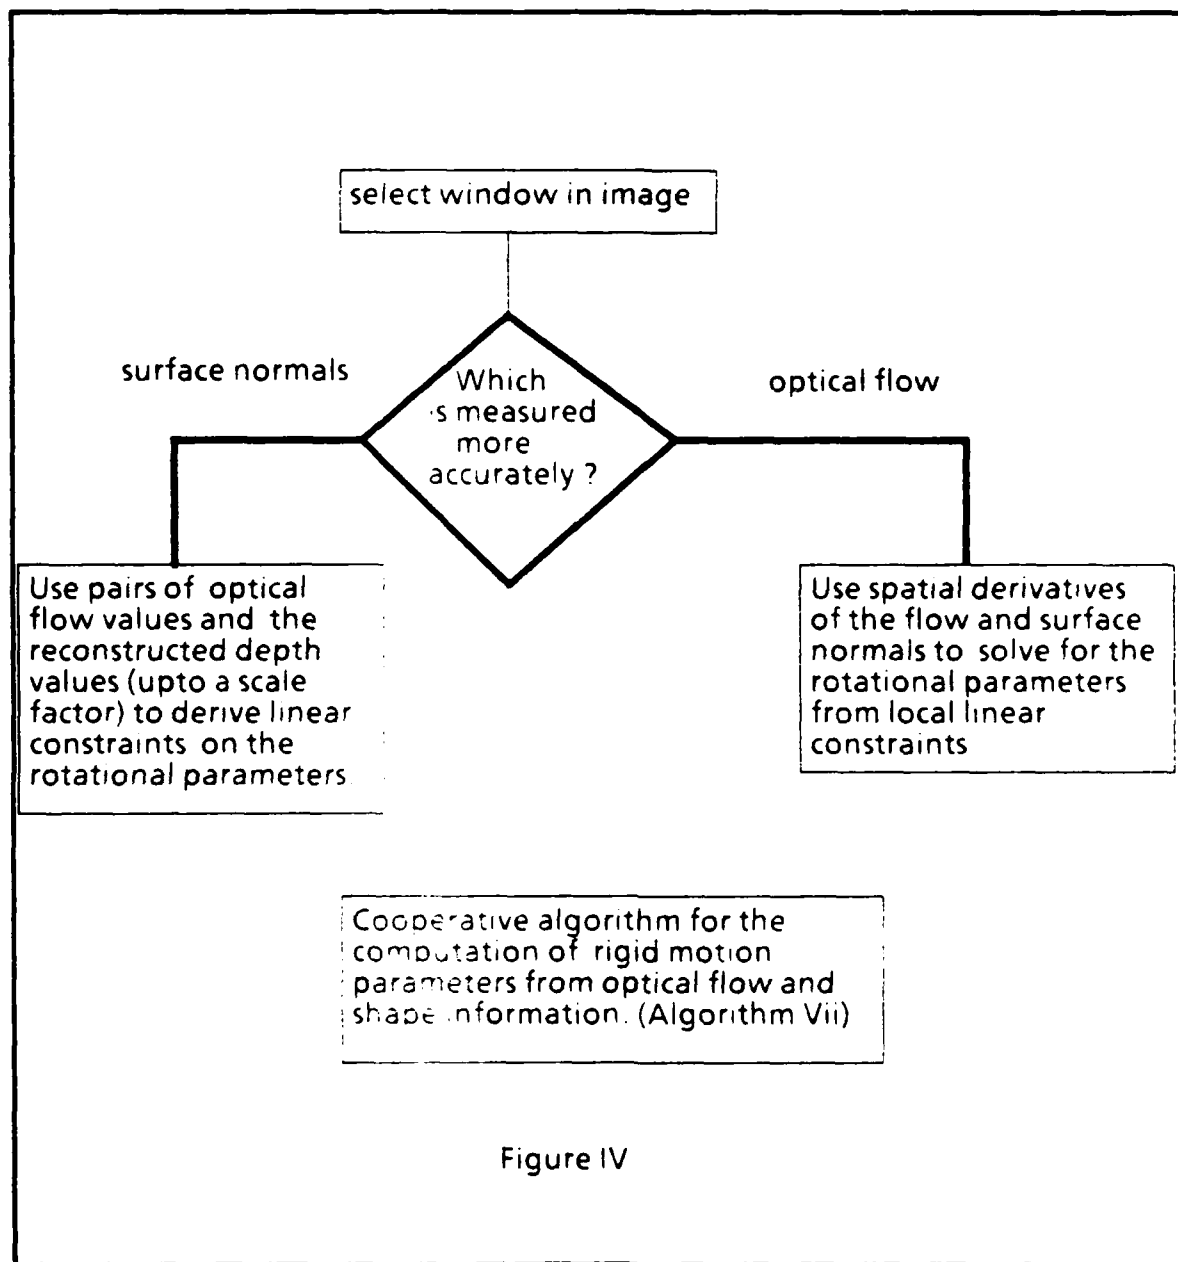 select window in image
surface normals
optical flow
Which
is measured
more
accurately ?
Use pairs of optical
flow values and the
reconstructed depth
values (upto a scale
factor) to derive linear
constraints on the
rotational parameters
Use spatial derivatives
of the flow and surface
normals to solve for the
rotational parameters
from local linear
constraints
Cooperative algorithm for the
computation of rigid motion
parameters from optical flow and
shape information. (Algorithm Vii)
Figure IV